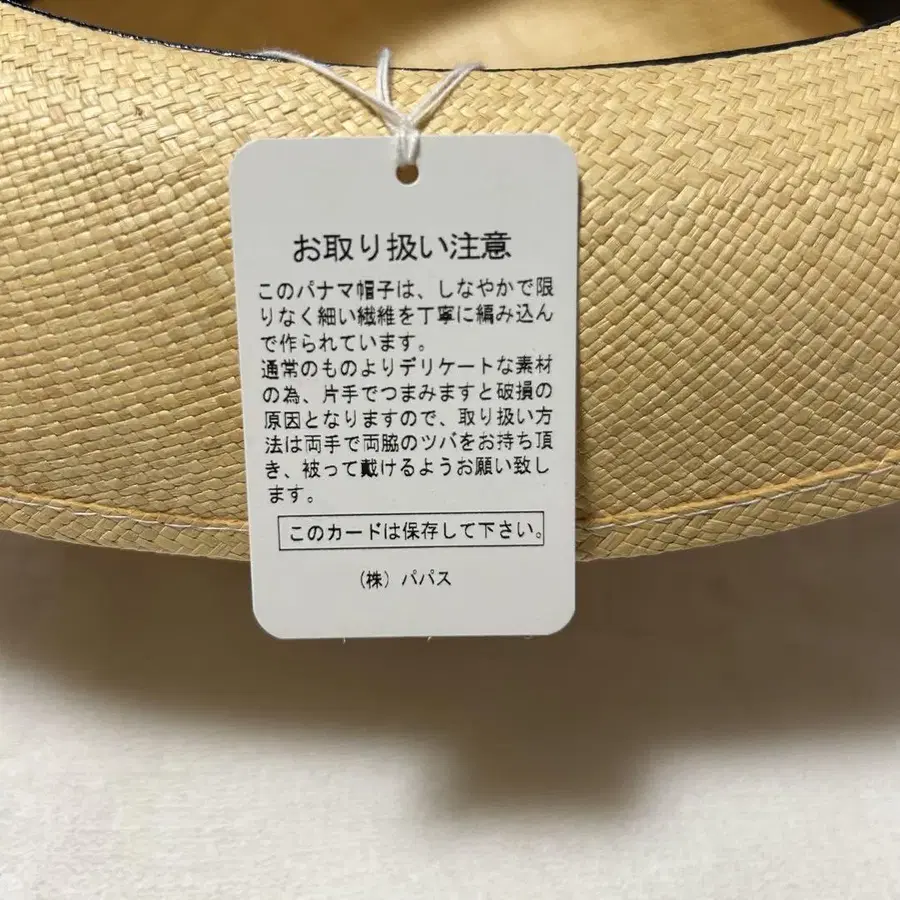 お取り扱い注意
このパナマ帽子は、しなやかで限
りなく細い繊維を丁寧に編み込ん
で作られています。
通常のものよりデリケートな素材
の為、片手でつまみますと破損の
原因となりますので、取り扱い方
法は両手で両脇のツバをお持ち頂
き、被って戴けるようお願い致し
ます。
このカードは保存して下さい。
（株）パパス